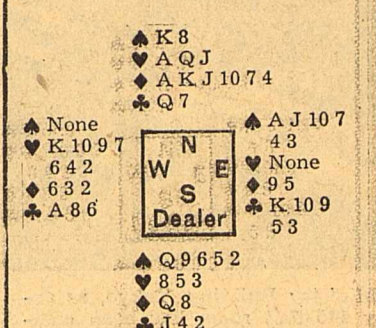 ♠ K 8
♥ A Q J
♦ A K J 10 7 4
♣ Q 7
♠ None
♥ K 10 9 7
6 4 2
♦ 6 3 2
♣ A 8 6
N
W E
S
Dealer
♠ A J 10 7
4 3
♥ None
♦ 9 5
♣ K 10 9
5 3
♠ Q 9 6 5 2
♥ 8 5 3
♦ Q 8
♣ J 4 2